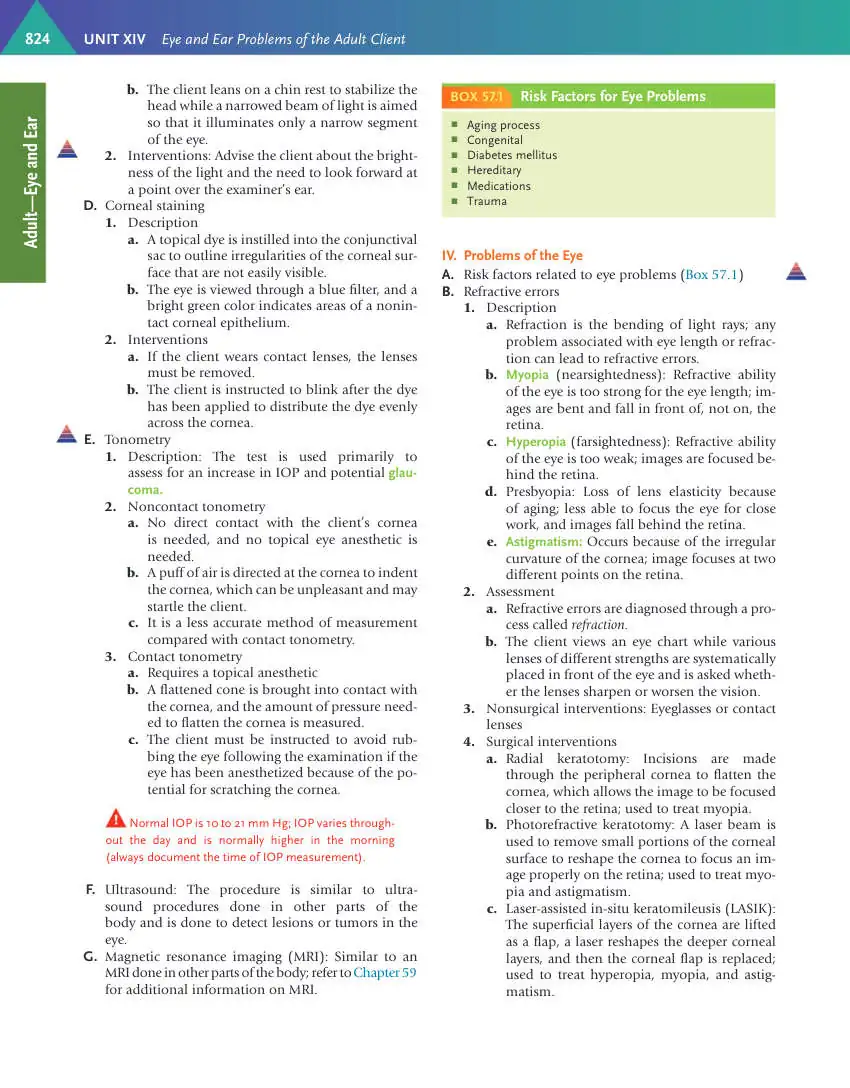 824 UNIT XIV Eye and Ear Problems of the Adult Client
Adult—Eye and Ear
b. The client leans on a chin rest to stabilize the
head while a narrowed beam of light is aimed
so that it illuminates only a narrow segment
of the eye.
2. Interventions: Advise the client about the bright-
ness of the light and the need to look forward at
a point over the examiner's ear.
D. Corneal staining
1. Description
a. A topical dye is instilled into the conjunctival
sac to outline irregularities of the corneal sur-
face that are not easily visible.
b. The eye is viewed through a blue filter, and a
bright green color indicates areas of a nonin-
tact corneal epithelium.
2. Interventions
a. If the client wears contact lenses, the lenses
must be removed.
b. The client is instructed to blink after the dye
has been applied to distribute the dye evenly
across the cornea.
E. Tonometry
1. Description: The test is used primarily to
assess for an increase in IOP and potential glau-
coma.
2. Noncontact tonometry
a. No direct contact with the client's cornea
is needed, and no topical eye anesthetic is
needed.
b. A puff of air is directed at the cornea to indent
the cornea, which can be unpleasant and may
startle the client.
c. It is a less accurate method of measurement
compared with contact tonometry.
3. Contact tonometry
a. Requires a topical anesthetic
b. A flattened cone is brought into contact with
the cornea, and the amount of pressure need-
ed to flatten the cornea is measured.
c. The client must be instructed to avoid rub-
bing the eye following the examination if the
eye has been anesthetized because of the po-
tential for scratching the cornea.
Normal IOP is 10 to 21 mm Hg; IOP varies through-
out the day and is normally higher in the morning
(always document the time of IOP measurement).
F. Ultrasound: The procedure is similar to ultra-
sound procedures done in other parts of the
body and is done to detect lesions or tumors in the
eye.
G. Magnetic resonance imaging (MRI): Similar to an
MRI done in other parts of the body; refer to Chapter 59
for additional information on MRI.
BOX 57.1 Risk Factors for Eye Problems
■ Aging process
■ Congenital
■ Diabetes mellitus
■ Hereditary
■ Medications
■ Trauma
IV. Problems of the Eye
A. Risk factors related to eye problems (Box 57.1)
B. Refractive errors
1. Description
a. Refraction is the bending of light rays; any
problem associated with eye length or refrac-
tion can lead to refractive errors.
b. Myopia (nearsightedness): Refractive ability
of the eye is too strong for the eye length; im-
ages are bent and fall in front of, not on, the
retina.
c. Hyperopia (farsightedness): Refractive ability
of the eye is too weak; images are focused be-
hind the retina.
d. Presbyopia: Loss of lens elasticity because
of aging; less able to focus the eye for close
work, and images fall behind the retina.
e. Astigmatism: Occurs because of the irregular
curvature of the cornea; image focuses at two
different points on the retina.
2. Assessment
a. Refractive errors are diagnosed through a pro-
cess called refraction.
b. The client views an eye chart while various
lenses of different strengths are systematically
placed in front of the eye and is asked wheth-
er the lenses sharpen or worsen the vision.
3. Nonsurgical interventions: Eyeglasses or contact
lenses
4. Surgical interventions
a. Radial keratotomy: Incisions are made
through the peripheral cornea to flatten the
cornea, which allows the image to be focused
closer to the retina; used to treat myopia.
b. Photorefractive keratotomy: A laser beam is
used to remove small portions of the corneal
surface to reshape the cornea to focus an im-
age properly on the retina; used to treat myo-
pia and astigmatism.
c. Laser-assisted in-situ keratomileusis (LASIK):
The superficial layers of the cornea are lifted
as a flap, a laser reshapes the deeper corneal
layers, and then the corneal flap is replaced;
used to treat hyperopia, myopia, and astig-
matism.